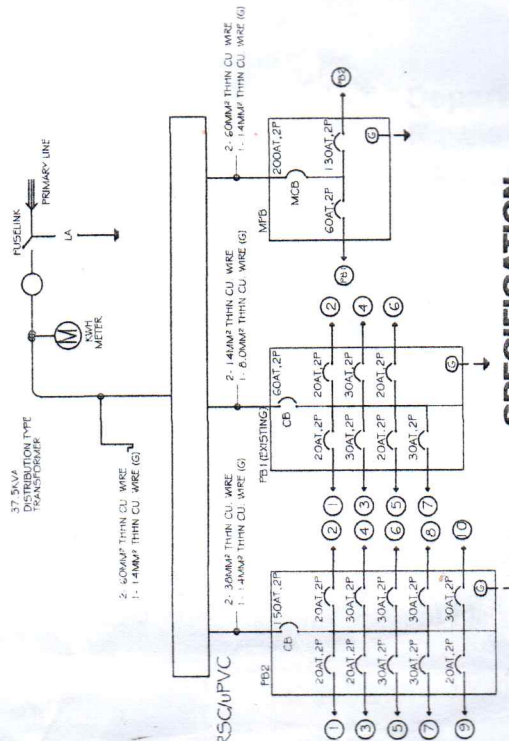 37.5KVA
DISTRIBUTION TYPE
TRANSFORMER
FUSELINK
PRIMARY LINE
LA
M
KWH
METER
2- 60MM² THHN CU. WIRE
1- 14MM² THHN CU. WIRE (G)
2- 38MM² THHN CU. WIRE
1- 14MM² THHN CU. WIRE (G)
2- 14MM² THHN CU. WIRE
1- 8.0MM² THHN CU. WIRE (G)
2- 60MM² THHN CU. WIRE
1- 14MM² THHN CU. WIRE (G)
RSC/uPVC
PB2
150AT,2P
CB
20AT,2P 20AT,2P
30AT,2P 30AT,2P
30AT,2P 30AT,2P
30AT,2P 30AT,2P
20AT,2P 30AT,2P
1 2
3 4
5 6
7 8
9 10
G
PB1(EXISTING)
60AT,2P
CB
20AT,2P 20AT,2P
30AT,2P 30AT,2P
20AT,2P 20AT,2P
30AT,2P
1 2
3 4
5 6
7
G
MPB
200AT,2P
MCB
60AT,2P 130AT,2P
PB1 PB2
G
SPECIFICATION